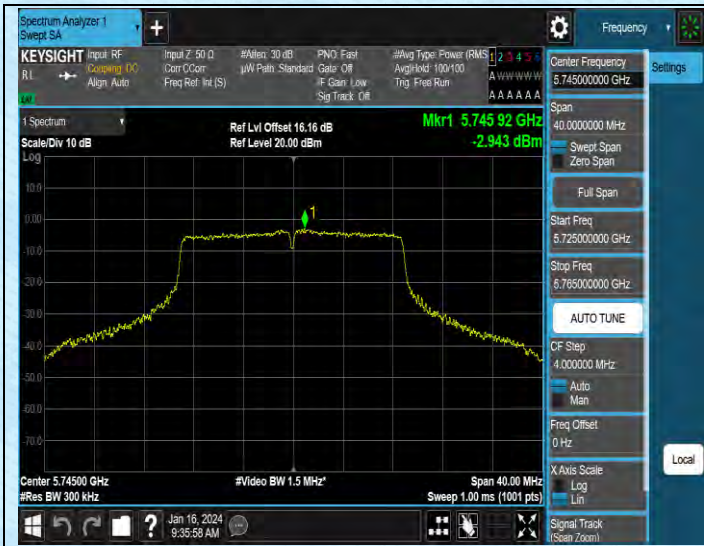 Spectrum Analyzer 1
Swept SA
+
Frequency
KEYSIGHT
RL
Input: RF
Coupling: DC
Align: Auto
Input Z: 50 Ω
Corr CCorr
Freq Ref: Int (S)
#Atten: 30 dB
µW Path: Standard
PNO: Fast
Gate: Off
IF Gain: Low
Sig Track: Off
#Avg Type: Power (RMS
Avg|Hold: 100/100
Trig: Free Run
1 2 3 4 5 6
A W W W W W
A A A A A A
1 Spectrum
Scale/Div 10 dB
Log
Ref Lvl Offset 16.16 dB
Ref Level 20.00 dBm
Mkr1 5.745 92 GHz
-2.943 dBm
10.0
0.00
-10.0
-20.0
-30.0
-40.0
-50.0
-60.0
-70.0
1
Center 5.74500 GHz
#Res BW 300 kHz
#Video BW 1.5 MHz*
Span 40.00 MHz
Sweep 1.00 ms (1001 pts)
?
Jan 16, 2024
9:35:58 AM
Center Frequency
5.745000000 GHz
Settings
Span
40.0000000 MHz
Swept Span
Zero Span
Full Span
Start Freq
5.725000000 GHz
Stop Freq
5.765000000 GHz
AUTO TUNE
CF Step
4.000000 MHz
Auto
Man
Freq Offset
0 Hz
X Axis Scale
Log
Lin
Local
Signal Track
(Span Zoom)